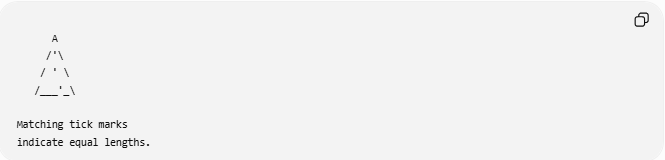 A
   /'\
  / ' \
 /___'_\
Matching tick marks
indicate equal lengths.